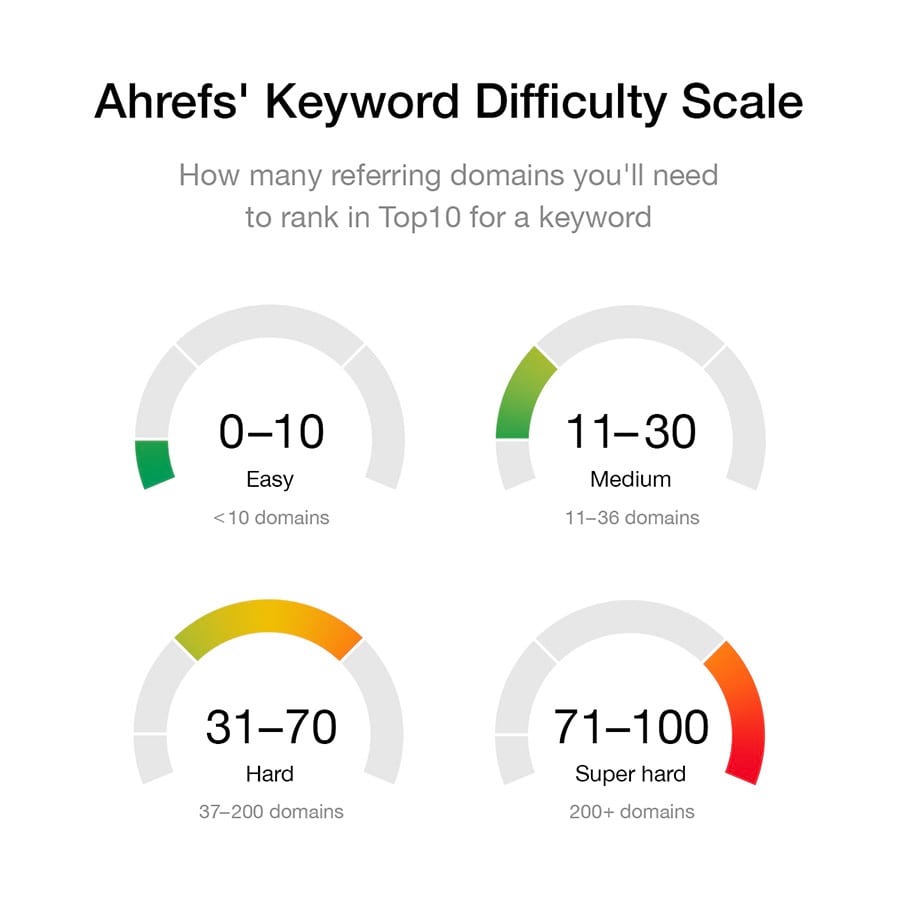 Ahrefs' Keyword Difficulty Scale
How many referring domains you'll need
to rank in Top10 for a keyword
0–10
Easy
<10 domains
11–30
Medium
11–36 domains
31–70
Hard
37–200 domains
71–100
Super hard
200+ domains